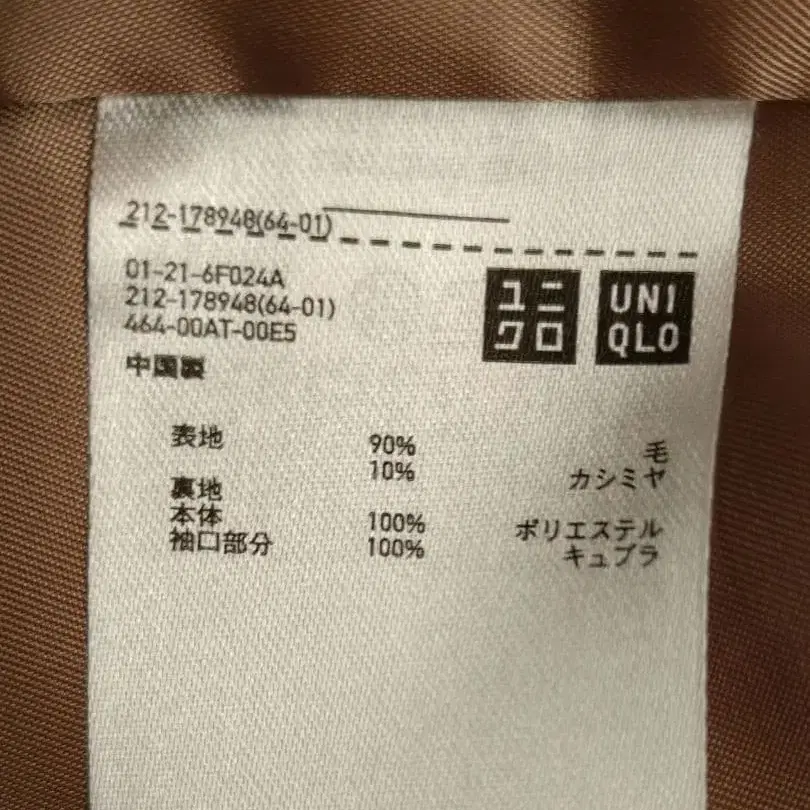 212-178948(64-01)
01-21-6F024A
212-178948(64-01)
464-00AT-00E5
中国製
ユニクロ
UNIQLO
表地 90% 毛
10% カシミヤ
裏地
本体 100% ポリエステル
袖口部分 100% キュプラ